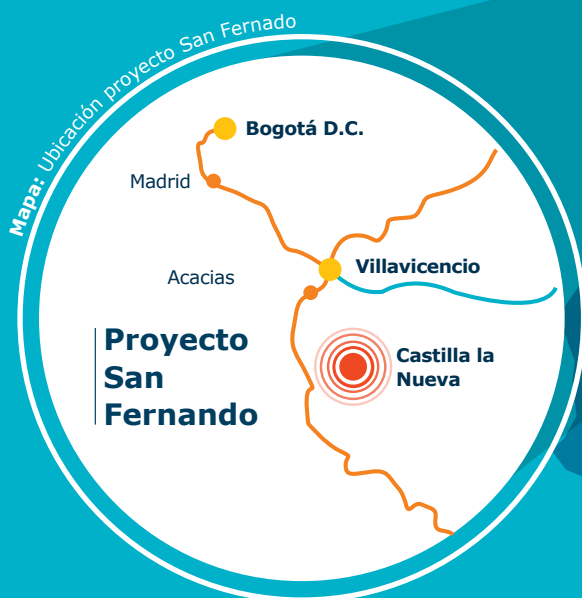 Mapa: Ubicación proyecto San Fernado
Bogotá D.C.
Madrid
Villavicencio
Acacias
Proyecto
San
Fernando
Castilla la
Nueva